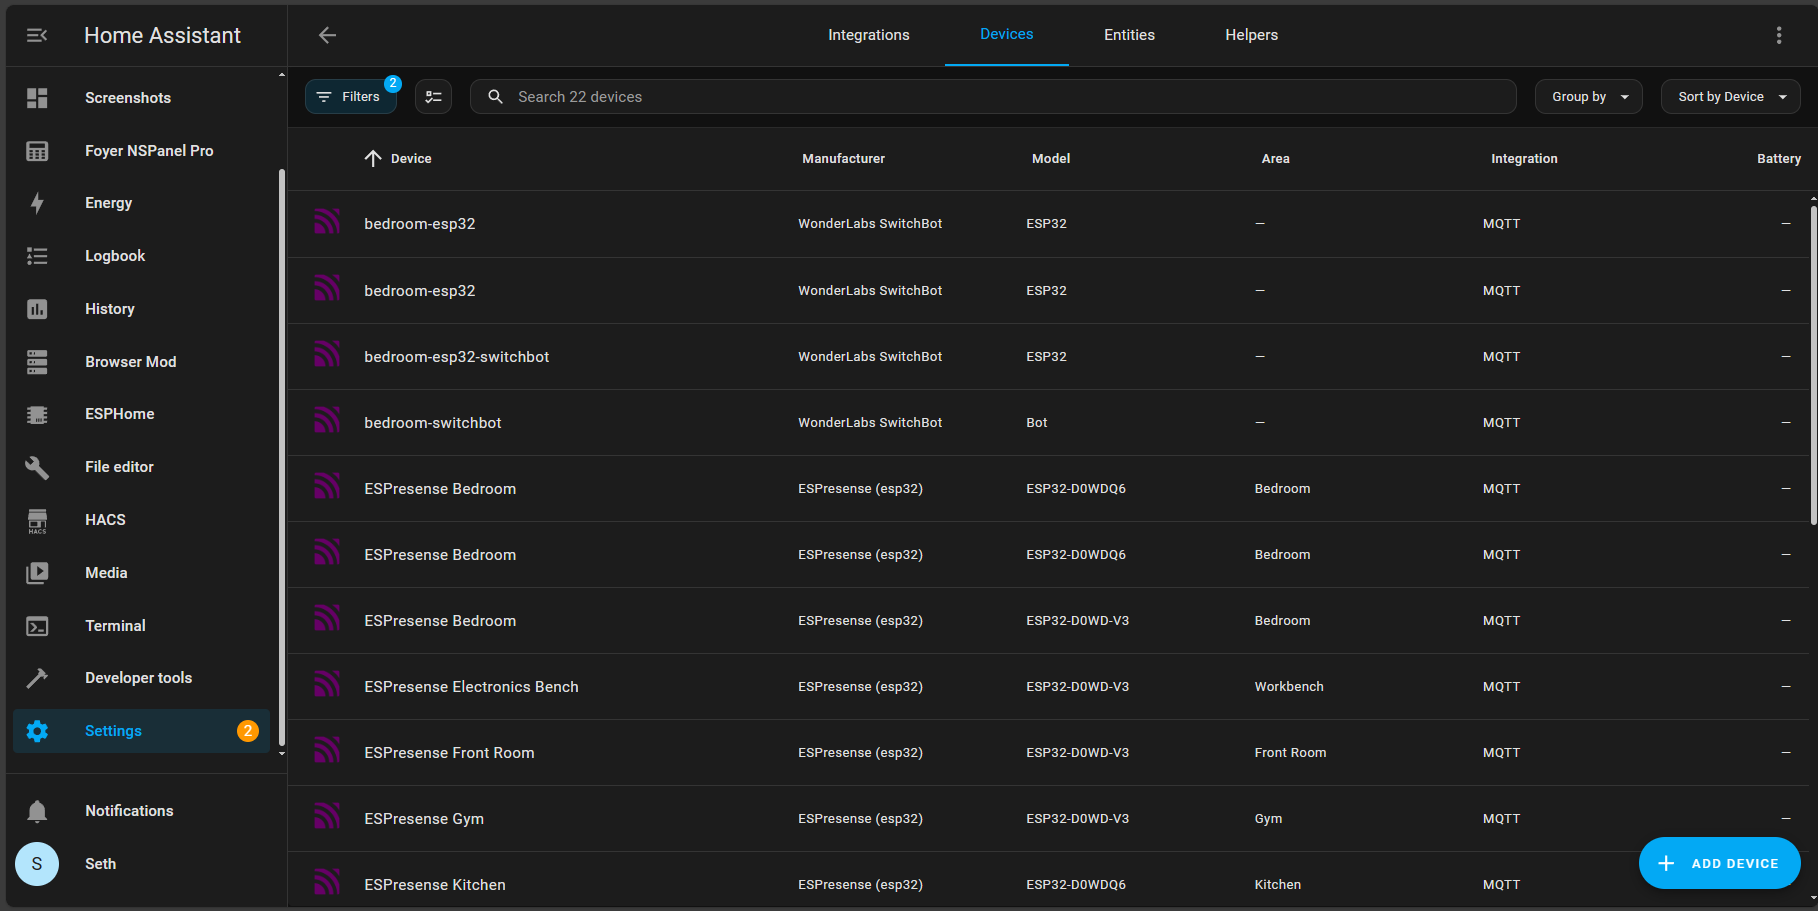 Home Assistant
Integrations
Devices
Entities
Helpers
Screenshots
Foyer NSPanel Pro
Energy
Logbook
History
Browser Mod
ESPHome
File editor
HACS
HACS
Media
Terminal
Developer tools
Settings 2
Notifications
S Seth
Filters 2
Search 22 devices
Group by
Sort by Device
Device Manufacturer Model Area Integration Battery
bedroom-esp32 WonderLabs SwitchBot ESP32 — MQTT —
bedroom-esp32 WonderLabs SwitchBot ESP32 — MQTT —
bedroom-esp32-switchbot WonderLabs SwitchBot ESP32 — MQTT —
bedroom-switchbot WonderLabs SwitchBot Bot — MQTT —
ESPresense Bedroom ESPresense (esp32) ESP32-D0WDQ6 Bedroom MQTT —
ESPresense Bedroom ESPresense (esp32) ESP32-D0WDQ6 Bedroom MQTT —
ESPresense Bedroom ESPresense (esp32) ESP32-D0WD-V3 Bedroom MQTT —
ESPresense Electronics Bench ESPresense (esp32) ESP32-D0WD-V3 Workbench MQTT —
ESPresense Front Room ESPresense (esp32) ESP32-D0WD-V3 Front Room MQTT —
ESPresense Gym ESPresense (esp32) ESP32-D0WD-V3 Gym MQTT —
ESPresense Kitchen ESPresense (esp32) ESP32-D0WDQ6 Kitchen MQTT
ADD DEVICE